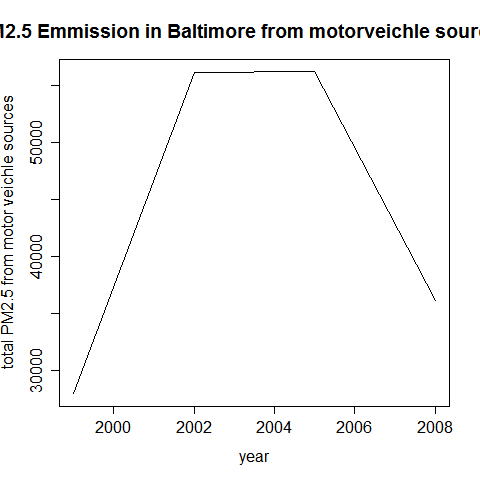 M2.5 Emmission in Baltimore from motorveichle sour
total PM2.5 from motor veichle sources
50000
40000
30000
2000 2002 2004 2006 2008
year